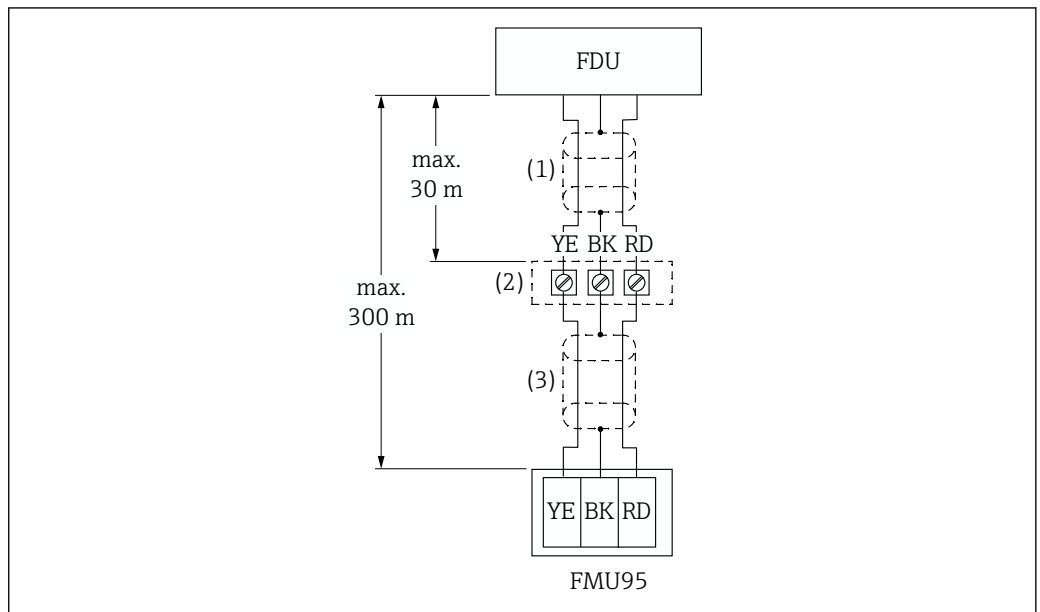 FDU
max.
30 m
(1)
YE BK RD
(2)
max.
300 m
(3)
YE BK RD
FMU95